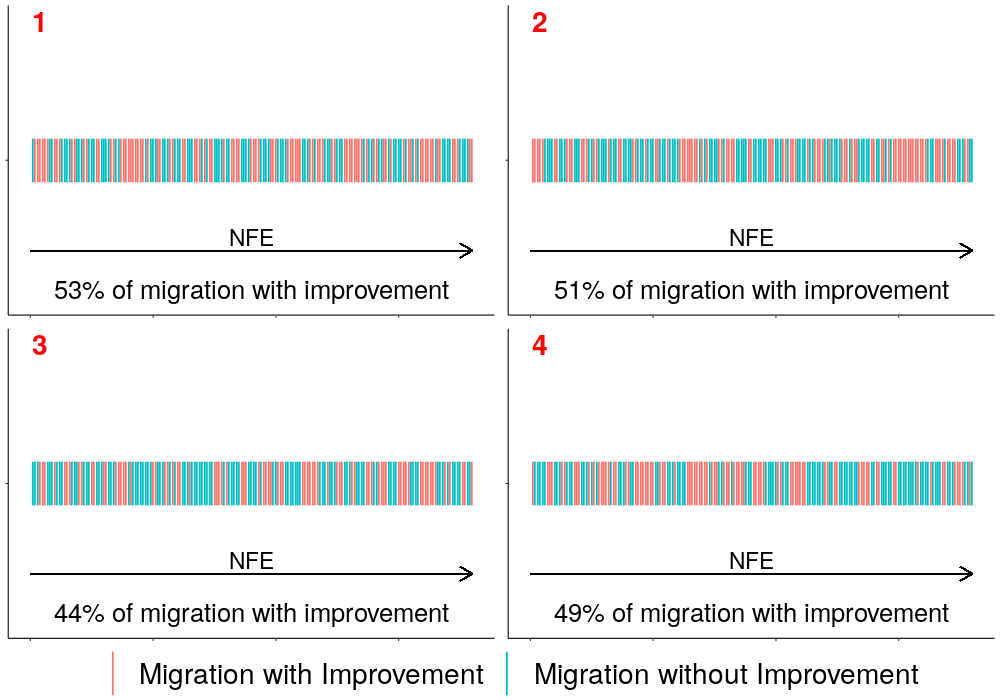 1
NFE
53% of migration with improvement
2
NFE
51% of migration with improvement
3
NFE
44% of migration with improvement
4
NFE
49% of migration with improvement
Migration with Improvement
Migration without Improvement